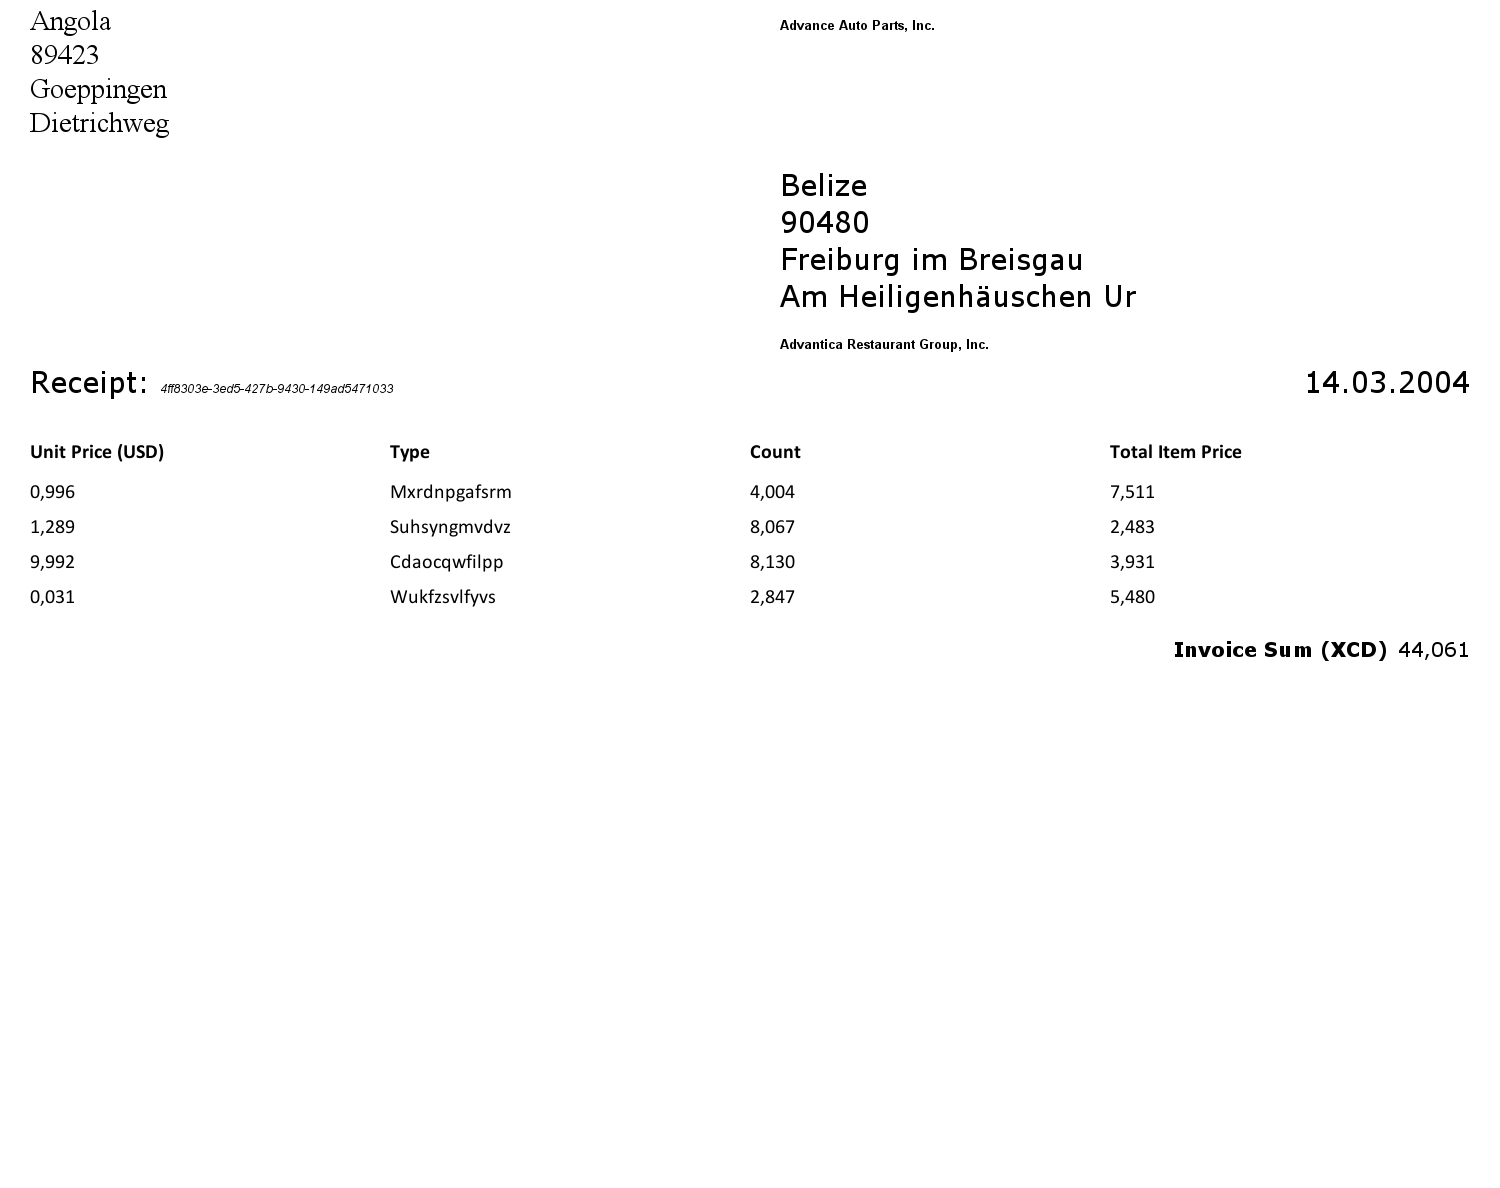 Angola
89423
Goeppingen
Dietrichweg
Advance Auto Parts, Inc.
Belize
90480
Freiburg im Breisgau
Am Heiligenhäuschen Ur
Advantica Restaurant Group, Inc.
Receipt: 4ff8303e-3ed5-427b-9430-149ad5471033 14.03.2004
Unit Price (USD) Type Count Total Item Price
0,996 Mxrdnpgafsrm 4,004 7,511
1,289 Suhsyngmvdvz 8,067 2,483
9,992 Cdaocqwfilpp 8,130 3,931
0,031 Wukfzsvlfyvs 2,847 5,480
Invoice Sum (XCD) 44,061